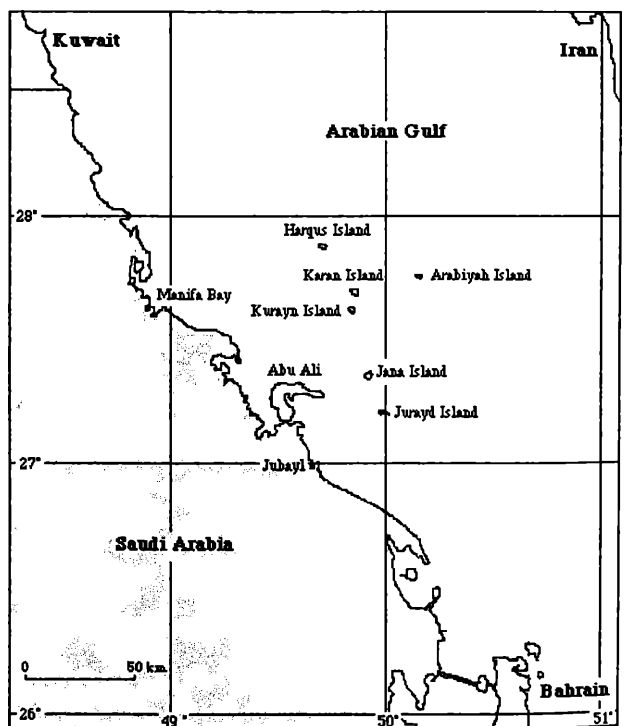 Kuwait
Iran
Arabian Gulf
28°
Harqus Island
Karan Island
Arabiyah Island
Manifa Bay
Kurayn Island
Abu Ali
Jana Island
Jurayd Island
27°
Jubayl
Saudi Arabia
0
50 km.
Bahrain
26°
49°
50°
51°